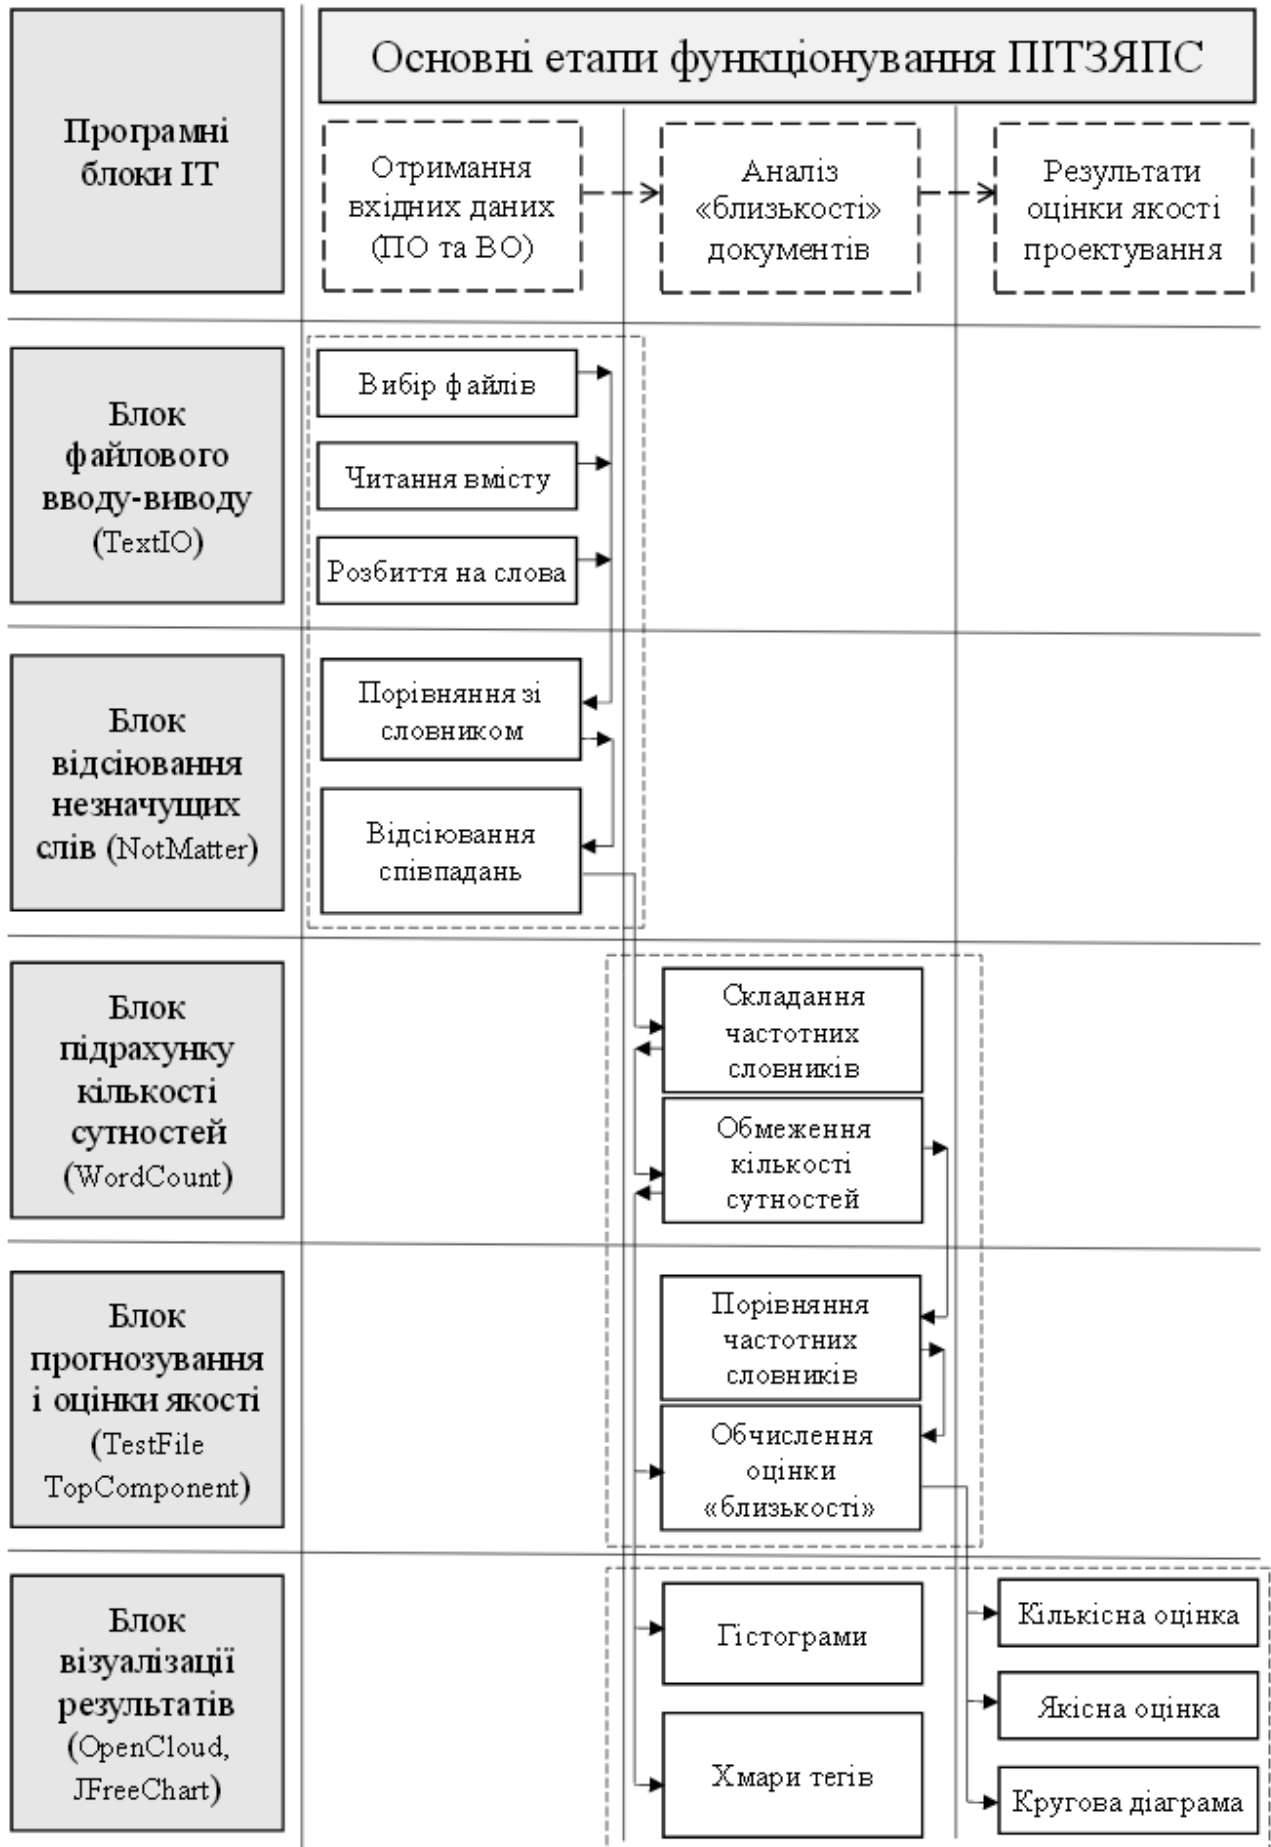 Основні етапи функціонування ПІТЗЯПС
Програмні
блоки ІТ
Отримання
вхідних даних
(ПО та ВО)
Аналіз
«близькості»
документів
Результати
оцінки якості
проектування
Блок
файлового
вводу-виводу
(TextIO)
Вибір файлів
Читання вмісту
Розбиття на слова
Блок
відсіювання
незначущих
слів (NotMatter)
Порівняння зі
словником
Відсіювання
співпадань
Блок
підрахунку
кількості
сутностей
(WordCount)
Складання
частотних
словників
Обмеження
кількості
сутностей
Блок
прогнозування
і оцінки якості
(TestFile
TopComponent)
Порівняння
частотних
словників
Обчислення
оцінки
«близькості»
Блок
візуалізації
результатів
(OpenCloud,
JFreeChart)
Гістограми
Хмари тегів
Кількісна оцінка
Якісна оцінка
Кругова діаграма